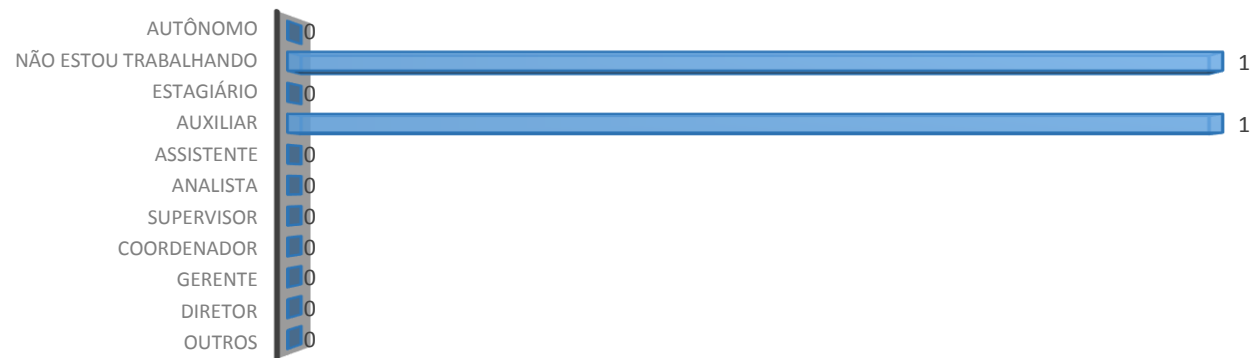 AUTÔNOMO 0
NÃO ESTOU TRABALHANDO 1
ESTAGIÁRIO 0
AUXILIAR 1
ASSISTENTE 0
ANALISTA 0
SUPERVISOR 0
COORDENADOR 0
GERENTE 0
DIRETOR 0
OUTROS 0